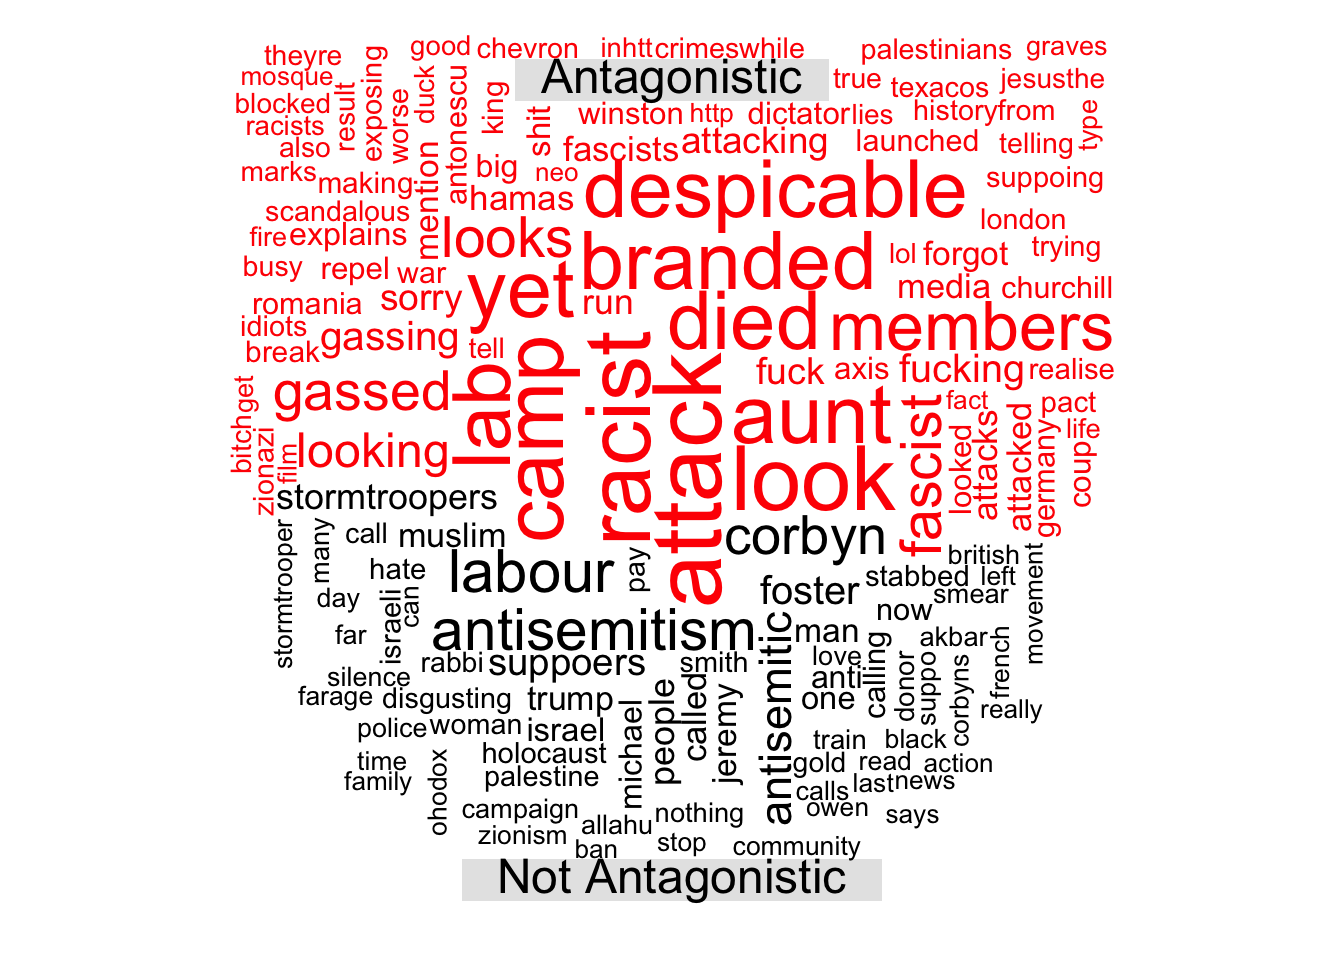 theyre good chevron inhtt crimes while palestinians graves
mosque exposing duck antonescu king Antagonistic true texacos jesusthe
blocked result worse shit winston http dictator lies historyfrom type
racists also mention big fascists attacking launched telling
marks making hamas neo despicable suppoing
scandalous looks branded london
fire explains yet lol forgot trying
busy repel war run media churchill
romania sorry died members
idiots gassing tell racist attack fuck axis fucking realise
break camp lab aunt fascist fact pact
get gassed look looked attacks attacked germany life
bitch zionazi film looking coup
stormtroopers corbyn
stormtrooper many call muslim labour pay british movement
day hate foster stabbed left
israeli can antisemitism now smear
far man akbar
silence rabbi suppoers smith antisemitic love anti calling donor suppo corbyns french
farage disgusting trump people called jeremy one really
police woman israel michael train black
time holocaust gold read action
family ohodox palestine calls last news
campaign nothing owen says
zionism allahu stop community
ban
Not Antagonistic